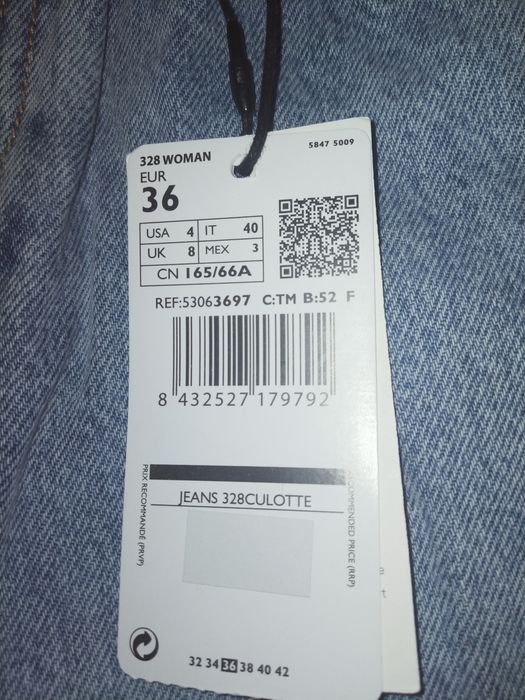 328 WOMAN
5847 5009
EUR
36
USA 4 IT 40
UK 8 MEX 3
CN 165/66A
REF:53063697 C:TM B:52 F
8 432527 179792
PRIX RECOMMANDÉ (PRVP)
JEANS 328CULOTTE
COMMENDED PRICE (RRP)
32 34 36 38 40 42